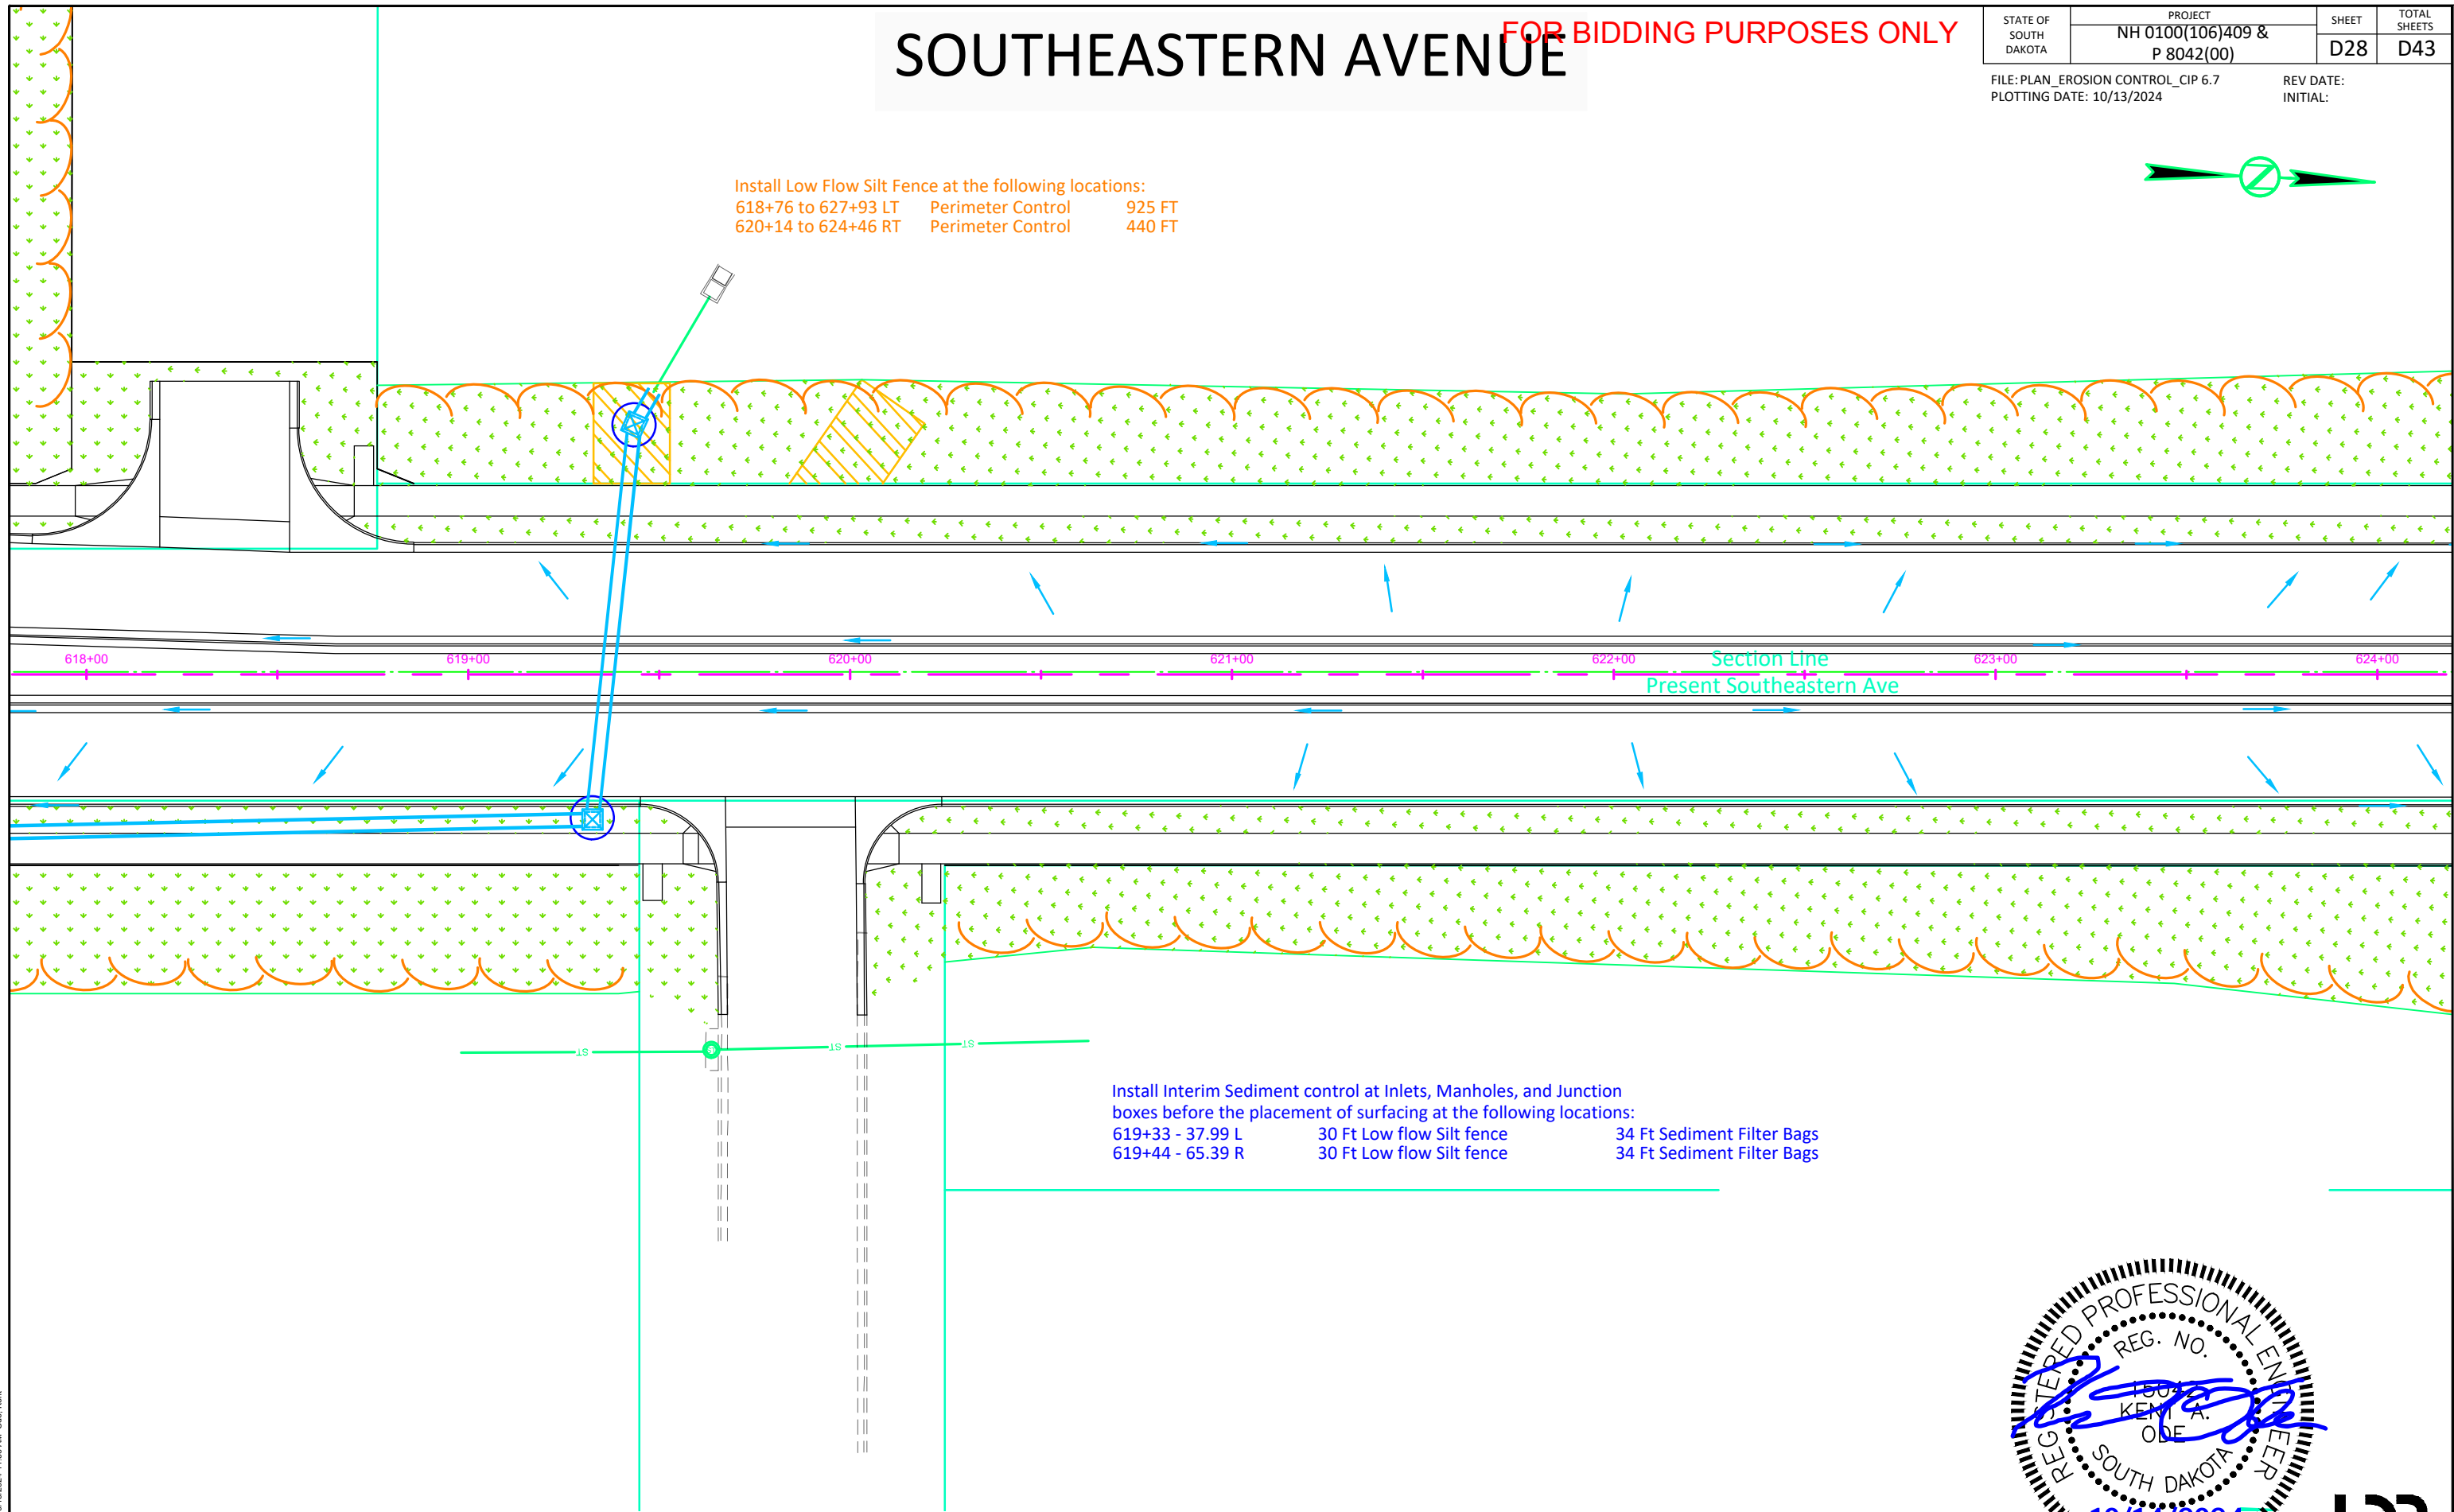 SOUTHEASTERN AVENUE
FOR BIDDING PURPOSES ONLY
STATE OF SOUTH DAKOTA
PROJECT
NH 0100(106)409 &
P 8042(00)
SHEET
D28
TOTAL SHEETS
D43
FILE: PLAN_EROSION CONTROL_CIP 6.7
REV DATE:
PLOTTING DATE: 10/13/2024
INITIAL:
Install Low Flow Silt Fence at the following locations:
618+76 to 627+93 LT Perimeter Control 925 FT
620+14 to 624+46 RT Perimeter Control 440 FT
618+00 619+00 620+00 621+00 622+00 Section Line 623+00 624+00
Present Southeastern Ave
ST ST ST
Install Interim Sediment control at Inlets, Manholes, and Junction
boxes before the placement of surfacing at the following locations:
619+33 - 37.99 L 30 Ft Low flow Silt fence 34 Ft Sediment Filter Bags
619+44 - 65.39 R 30 Ft Low flow Silt fence 34 Ft Sediment Filter Bags
REGISTERED PROFESSIONAL ENGINEER
REG. NO.
15042
KENT A.
ODE
SOUTH DAKOTA